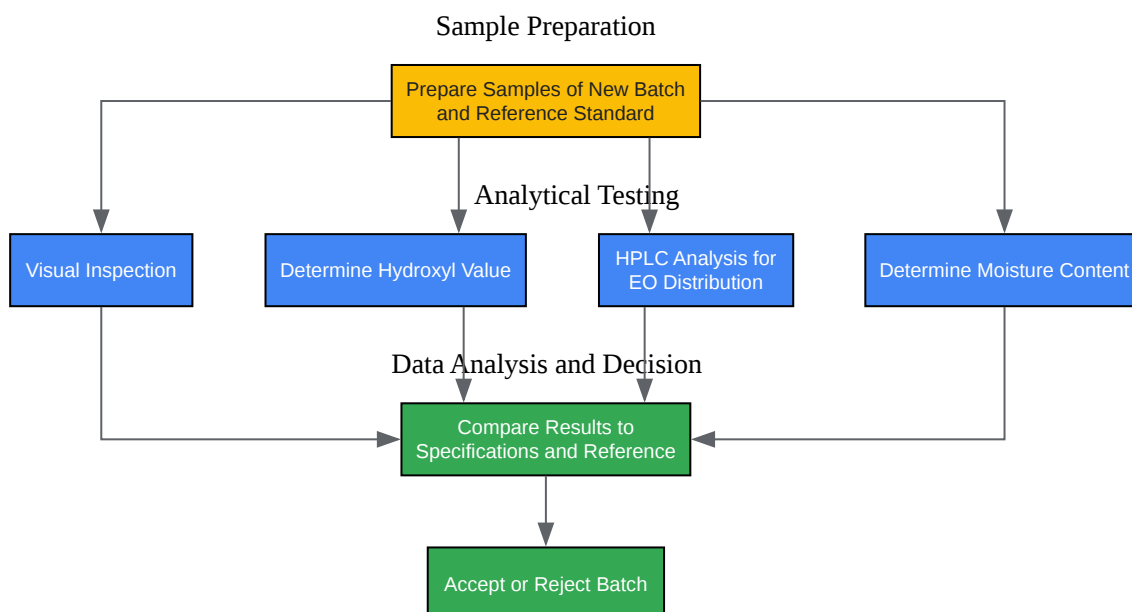 Sample Preparation
Prepare Samples of New Batch
and Reference Standard
Analytical Testing
Visual Inspection
Determine Hydroxyl Value
HPLC Analysis for
EO Distribution
Determine Moisture Content
Data Analysis and Decision
Compare Results to
Specifications and Reference
Accept or Reject Batch